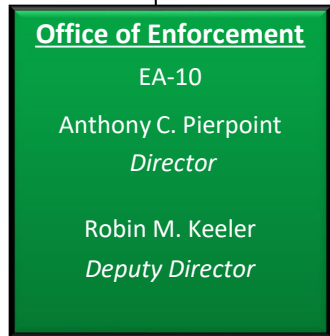 Office of Enforcement
EA-10
Anthony C. Pierpoint
Director
Robin M. Keeler
Deputy Director